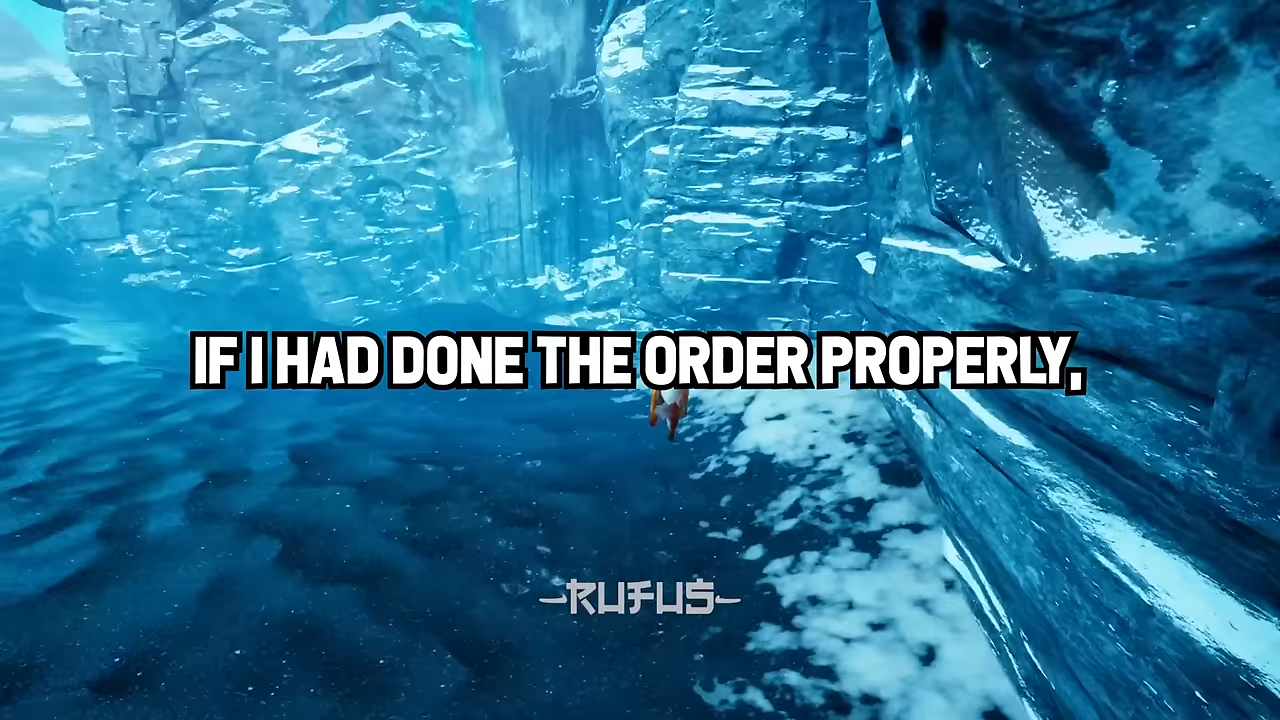 IF I HAD DONE THE ORDER PROPERLY,
-RUFUS-